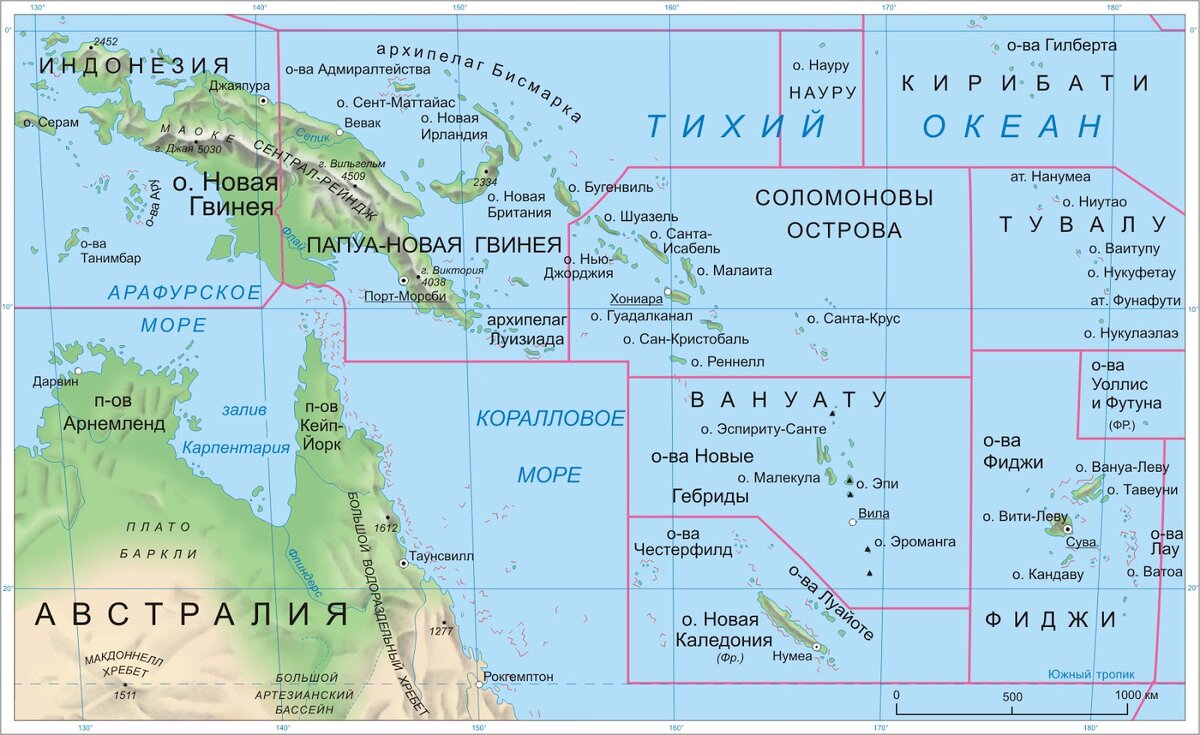 130°
140°
150°
160°
170°
180°
0°
0°
2452
ИНДОНЕЗИЯ
Джаяпура
о. Серам
МАОКЕ
г. Джая 5030
о-ва Ару
о. Новая
Гвинея
о-ва
Танимбар
АРАФУРСКОЕ
МОРЕ
архипелаг Бисмарка
о-ва Адмиралтейства
о. Сент-Маттайас
Вевак
о. Новая
Ирландия
Сепик
СЕНТРАЛ-РЕЙНДЖ
г. Вильгельм
4509
2334
о. Новая
Британия
Флай
ПАПУА-НОВАЯ ГВИНЕЯ
г. Виктория
4038
Порт-Морсби
архипелаг
Луизиада
о. Бугенвиль
о. Науру
НАУРУ
о-ва Гилберта
КИРИБАТИ
ТИХИЙ
ОКЕАН
СОЛОМОНОВЫ
ОСТРОВА
о. Шуазель
о. Санта-
Исабель
о. Нью-
Джорджия
о. Малаита
Хониара
о. Гуадалканал
о. Сан-Кристобаль
о. Санта-Крус
о. Реннелл
ат. Нанумеа
о. Ниутао
ТУВАЛУ
о. Ваитупу
о. Нукуфетау
ат. Фунафути
о. Нукулаэлаэ
10°
10°
Дарвин
п-ов
Арнемленд
залив
Карпентария
п-ов
Кейп-
Йорк
КОРАЛЛОВОЕ
МОРЕ
ВАНУАТУ
о. Эспириту-Санте
о-ва Новые
Гебриды
о. Малекула
о. Эпи
Вила
о. Эроманга
о-ва
Уоллис
и Футуна
(ФР.)
о-ва
Фиджи
о. Вануа-Леву
о. Тавеуни
о. Вити-Леву
Сува
о-ва
Лау
о. Кандаву
о. Ватоа
ФИДЖИ
о-ва
Честерфилд
о-ва Луайоте
о. Новая
Каледония
(Фр.)
Нумеа
ПЛАТО
БАРКЛИ
Флиндерс
БОЛЬШОЙ ВОДОРАЗДЕЛЬНЫЙ ХРЕБЕТ
1612
Таунсвилл
20°
20°
АВСТРАЛИЯ
1277
МАКДОННЕЛЛ
ХРЕБЕТ
1511
БОЛЬШОЙ
АРТЕЗИАНСКИЙ
БАССЕЙН
Рокгемптон
Южный тропик
0
500
1000 км
130°
140°
150°
160°
170°
180°